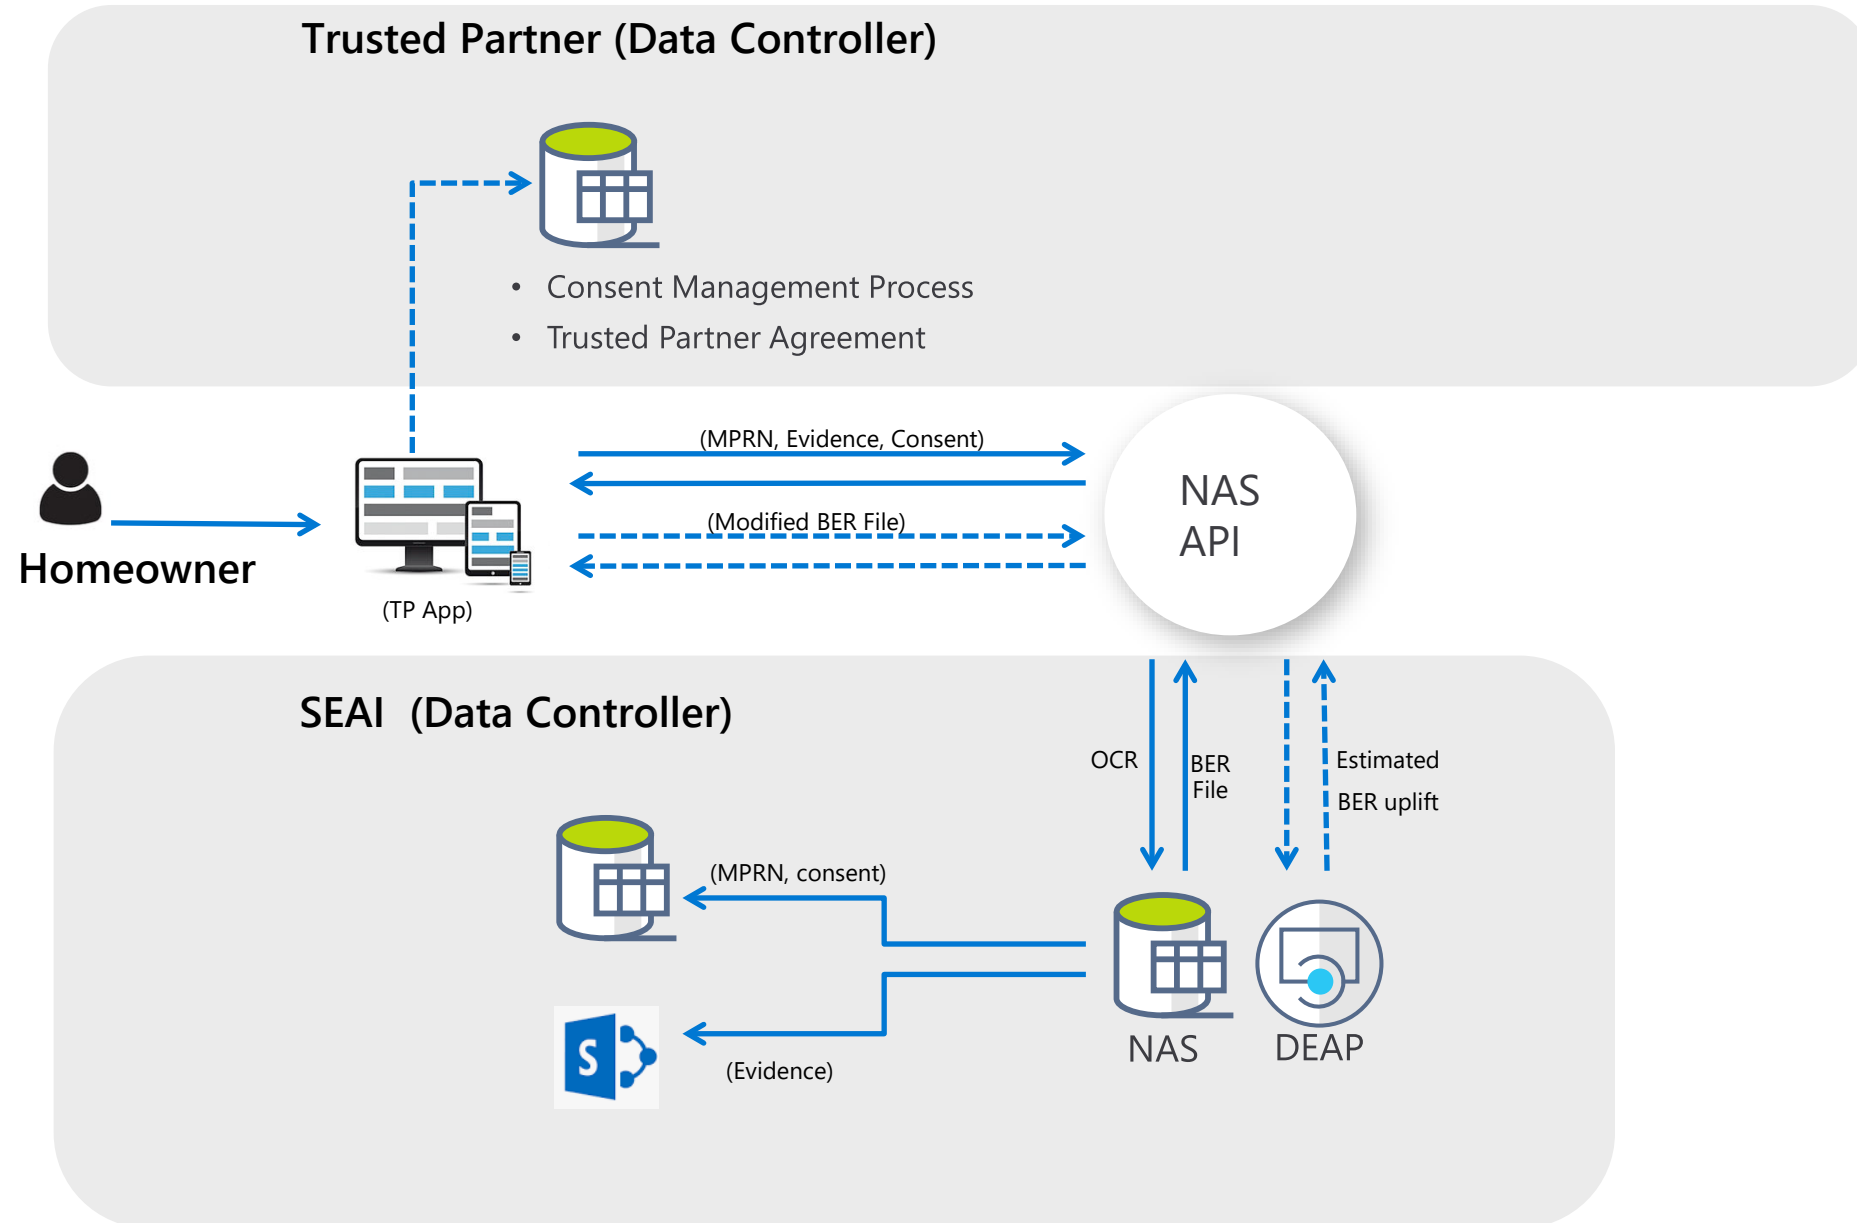 Trusted Partner (Data Controller)
• Consent Management Process
• Trusted Partner Agreement
(MPRN, Evidence, Consent)
NAS
API
(Modified BER File)
Homeowner
(TP App)
SEAI (Data Controller)
OCR
BER
File
Estimated
BER uplift
(MPRN, consent)
S
(Evidence)
NAS
DEAP